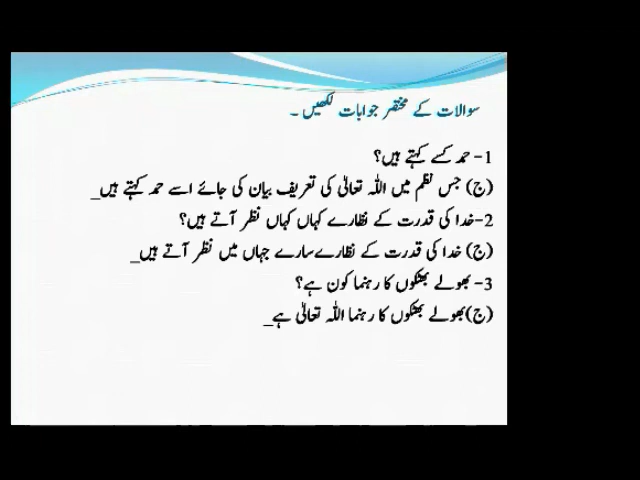 سوالات کے مختصر جوابات لکھیں ۔
1- حمد کسے کہتے ہیں؟
(ج) جس نظم میں اللہ تعالیٰ کی تعریف بیان کی جائے اسے حمد کہتے ہیں_
2-خدا کی قدرت کے نظارے کہاں کہاں نظر آتے ہیں؟
(ج) خدا کی قدرت کے نظارے سارے جہاں میں نظر آتے ہیں_
3- بھولے بھٹکوں کا رہنما کون ہے؟
(ج)بھولے بھٹکوں کا رہنما اللہ تعالیٰ ہے_